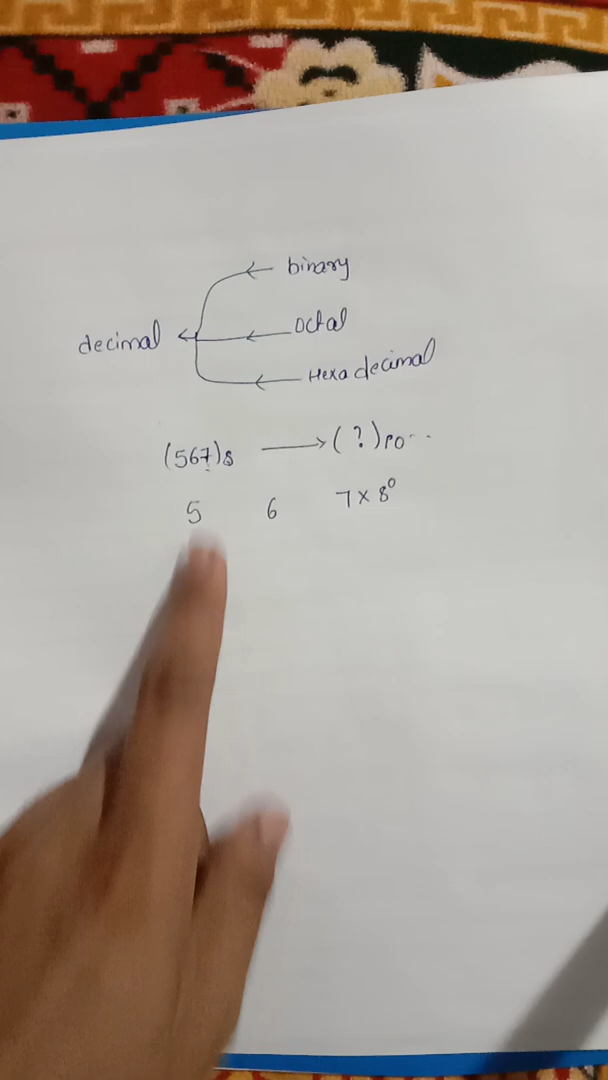 binary
decimal ← octal
Hexa decimal
(567)8 → (?)10..
5 6 7 × 8⁰